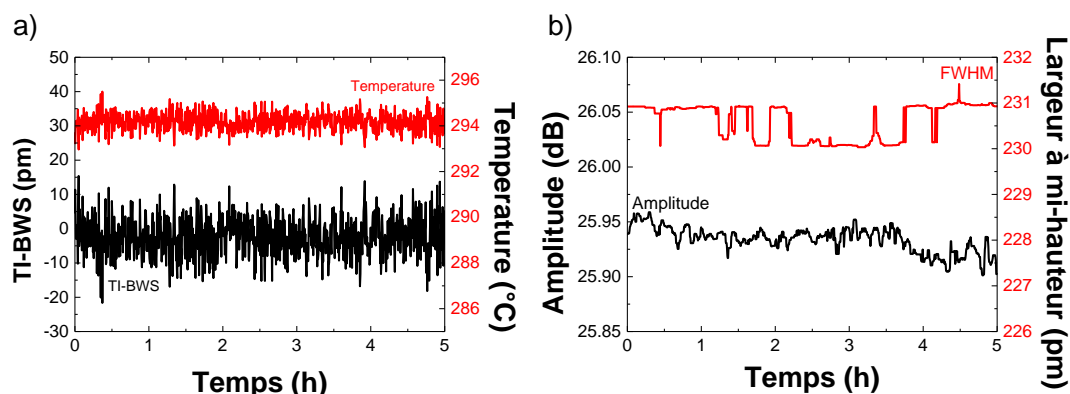 a)
50
40
30
20
10
0
-10
-20
-30
TI-BWS (pm)
Temperature
TI-BWS
296
294
292
290
288
286
Temperature (°C)
0 1 2 3 4 5
Temps (h)
b)
26.10
26.05
26.00
25.95
25.90
25.85
Amplitude (dB)
FWHM
Amplitude
232
231
230
229
228
227
226
Largeur à mi-hauteur (pm)
0 1 2 3 4 5
Temps (h)